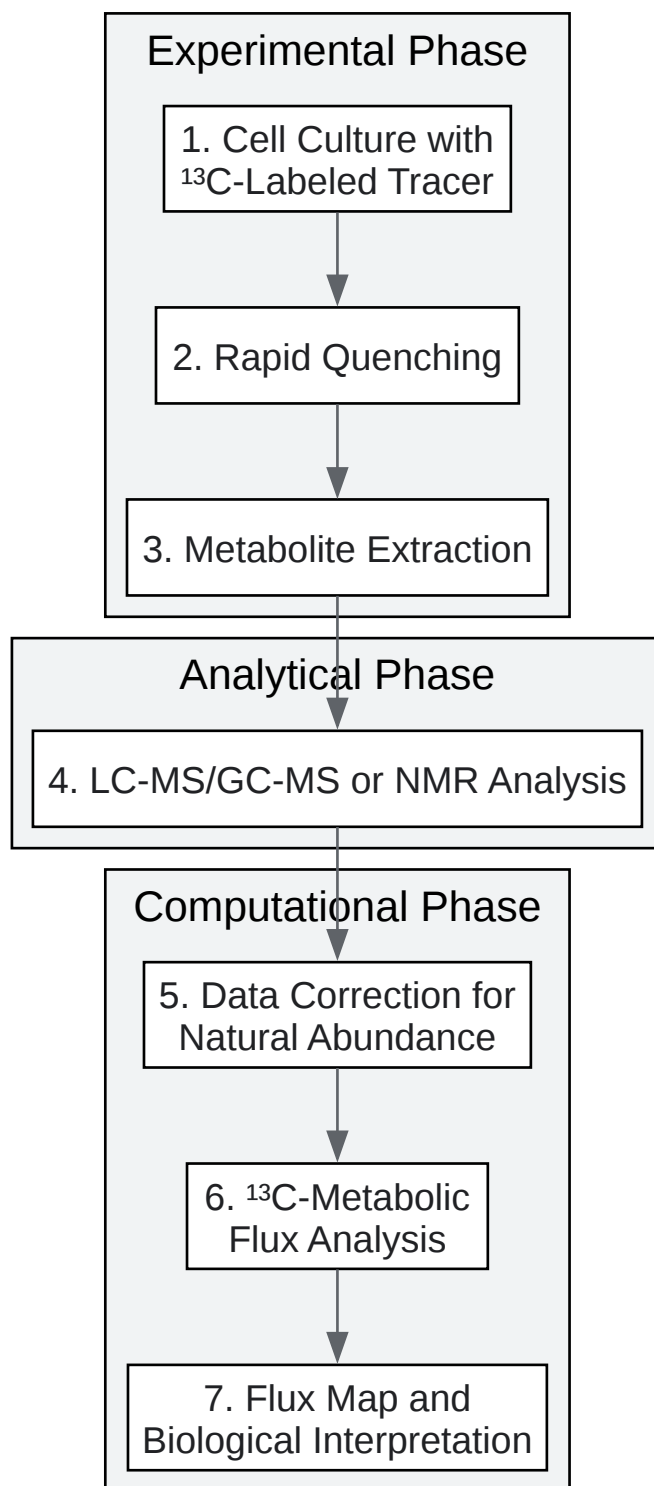 Experimental Phase
1. Cell Culture with
¹³C-Labeled Tracer
2. Rapid Quenching
3. Metabolite Extraction
Analytical Phase
4. LC-MS/GC-MS or NMR Analysis
Computational Phase
5. Data Correction for
Natural Abundance
6. ¹³C-Metabolic
Flux Analysis
7. Flux Map and
Biological Interpretation